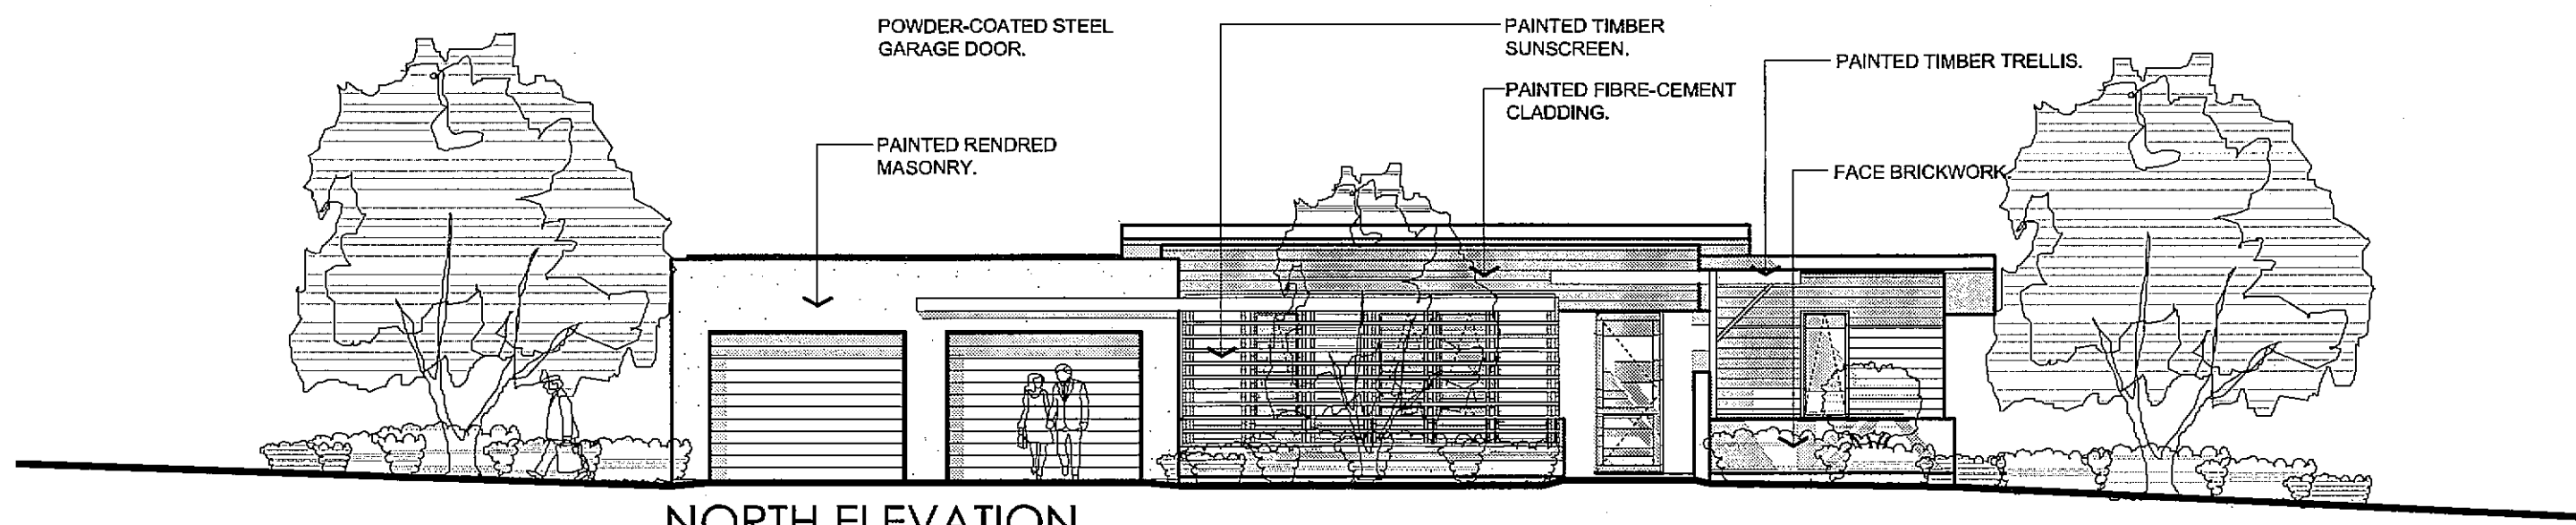 POWDER-COATED STEEL
GARAGE DOOR.
PAINTED TIMBER
SUNSCREEN.
PAINTED TIMBER TRELLIS.
PAINTED FIBRE-CEMENT
CLADDING.
PAINTED RENDRED
MASONRY.
FACE BRICKWORK.
NORTH ELEVATION